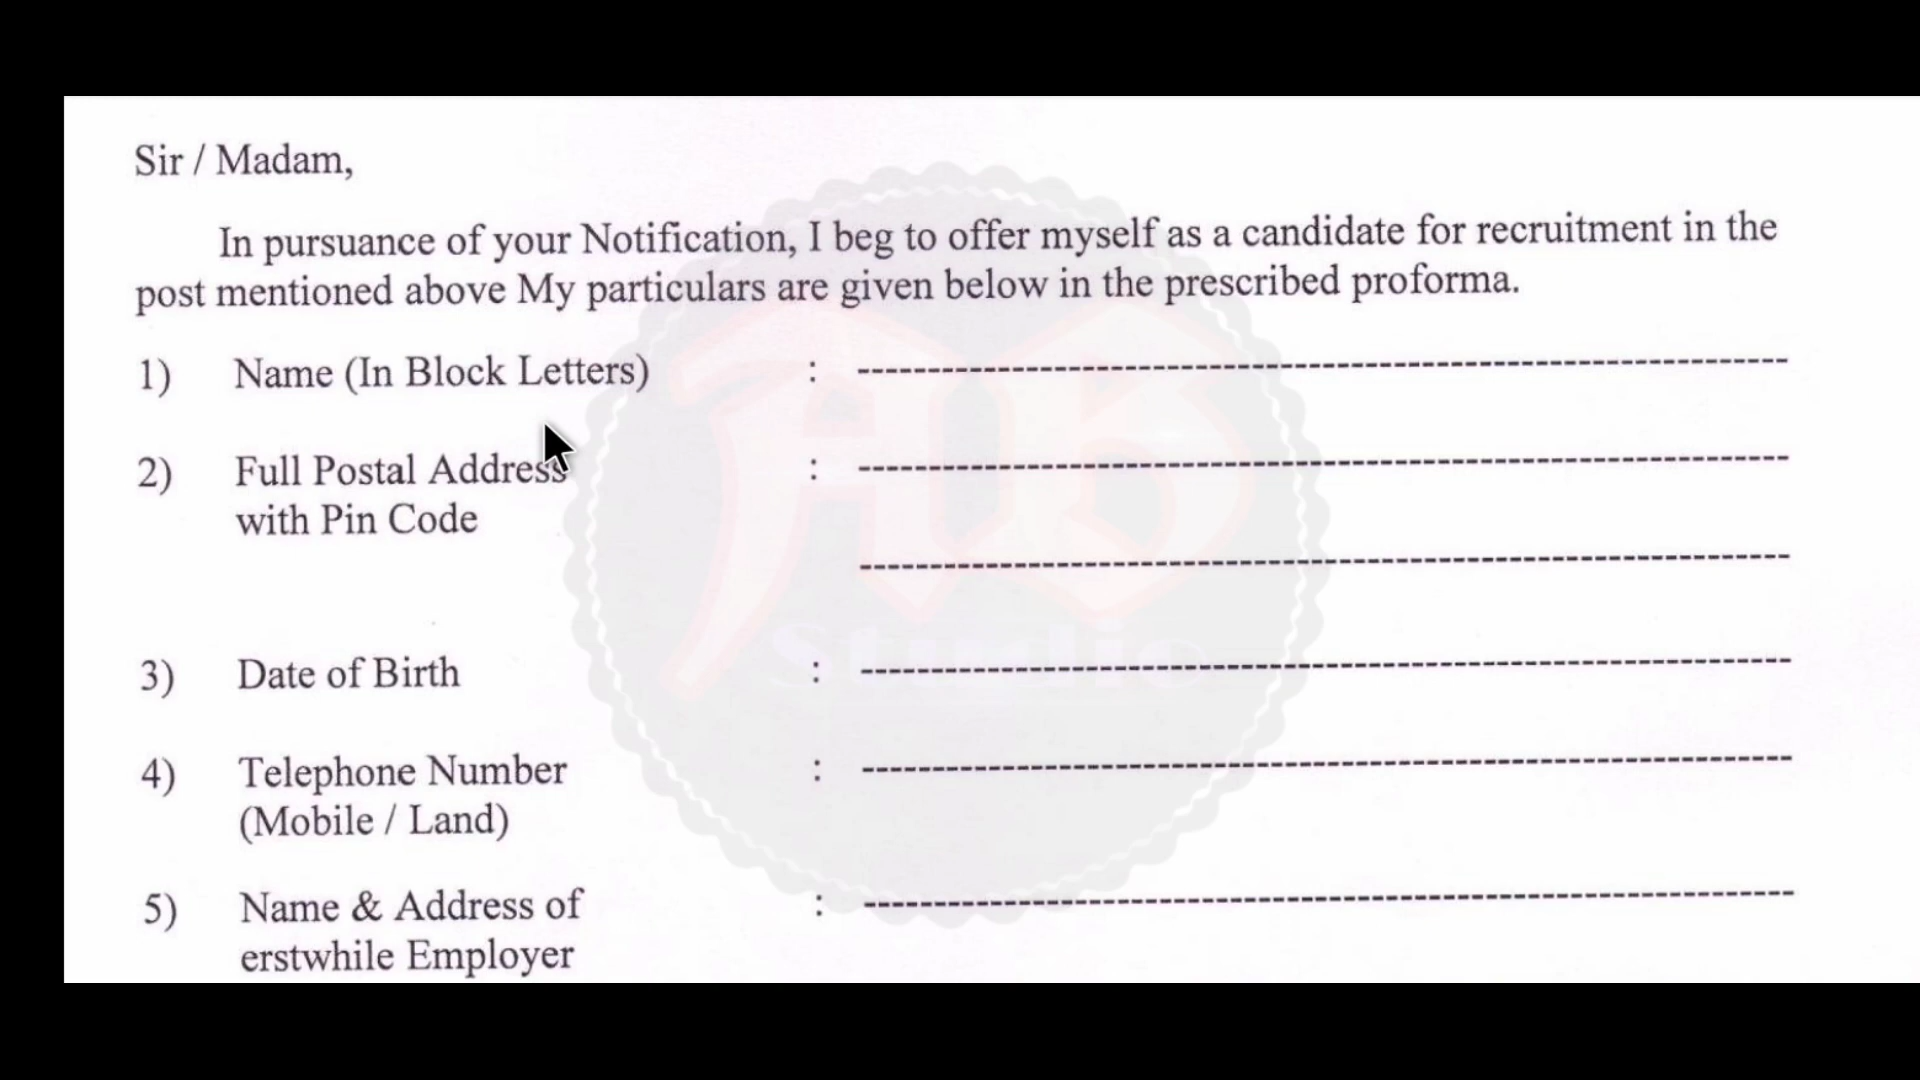 Sir / Madam,
In pursuance of your Notification, I beg to offer myself as a candidate for recruitment in the
post mentioned above My particulars are given below in the prescribed proforma.
1) Name (In Block Letters) : ------------------------------------------------------------------
2) Full Postal Address : ------------------------------------------------------------------
with Pin Code
------------------------------------------------------------------
3) Date of Birth : ------------------------------------------------------------------
4) Telephone Number : ------------------------------------------------------------------
(Mobile / Land)
5) Name & Address of : ------------------------------------------------------------------
erstwhile Employer
AB
Studio